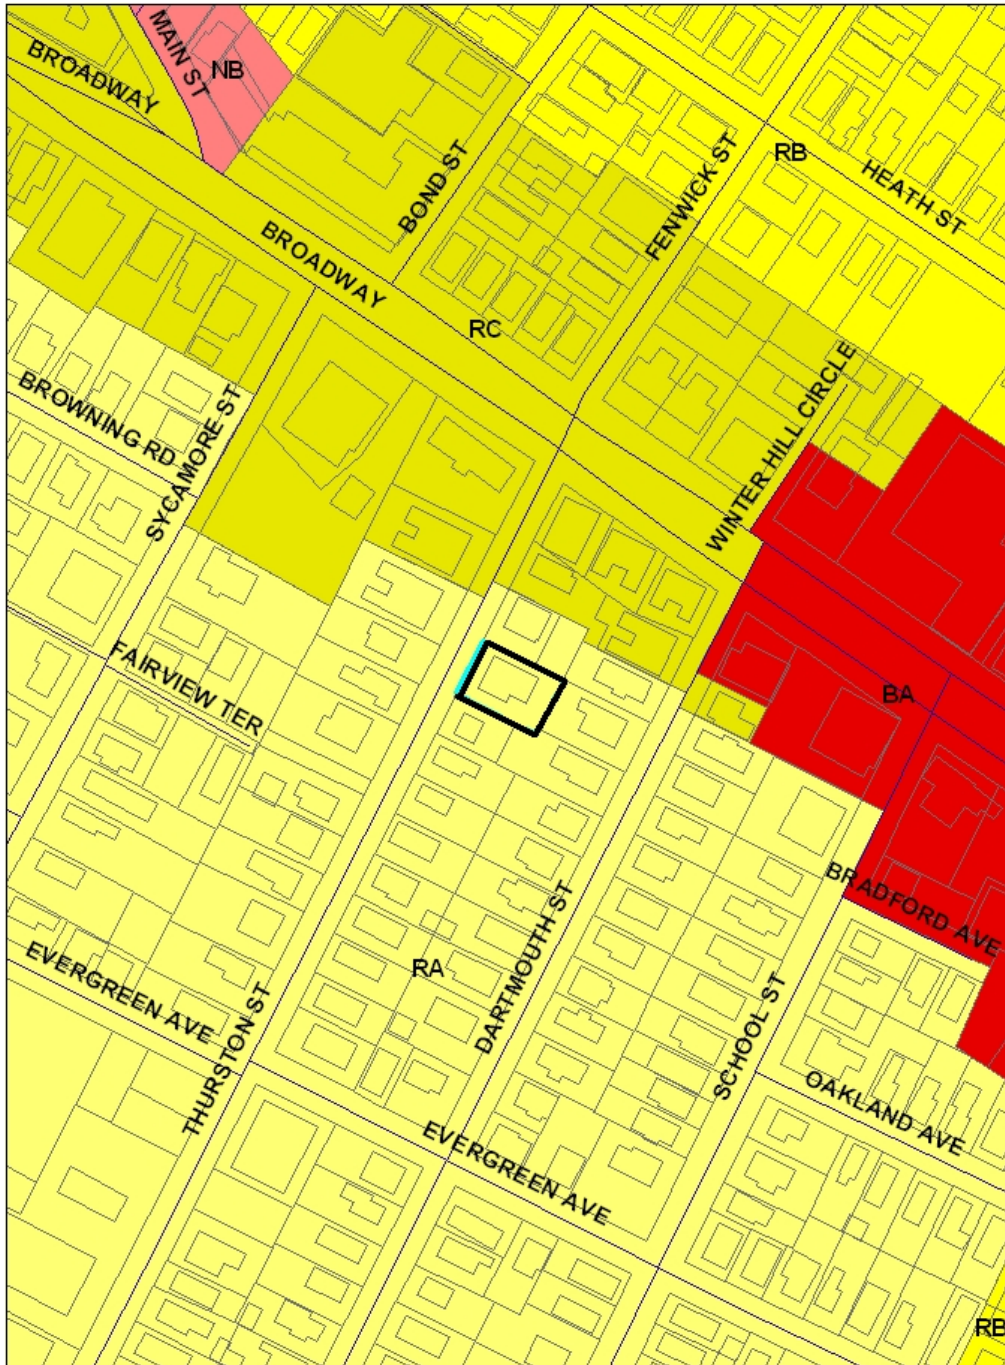 MAIN ST
NB
BROADWAY
BOND ST
FENWICK ST
RB
HEATH ST
BROADWAY
RC
BROWNING RD
SYCAMORE ST
WINTER HILL CIRCLE
FAIRVIEW TER
BA
BRADFORD AVE
EVERGREEN AVE
RA
DARTMOUTH ST
THURSTON ST
SCHOOL ST
OAKLAND AVE
EVERGREEN AVE
RB